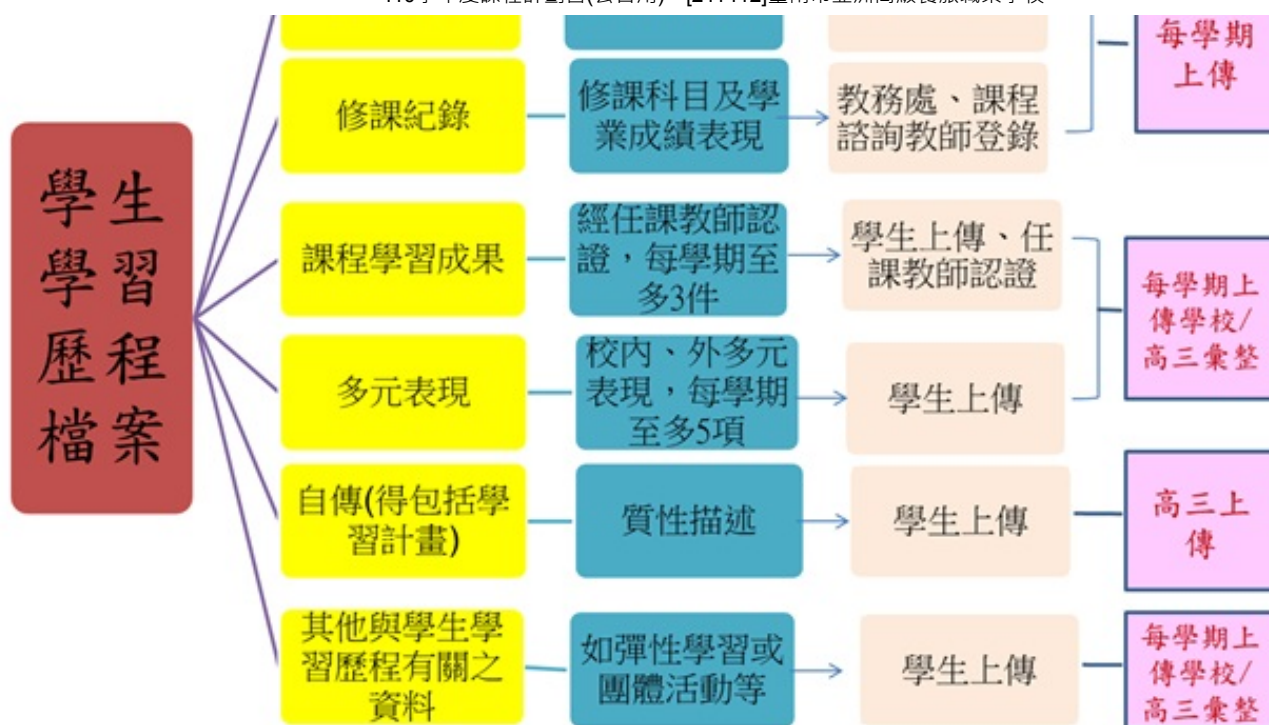 每學期
上傳
修課紀錄
修課科目及學
業成績表現
教務處、課程
諮詢教師登錄
學生
學習
歷程
檔案
課程學習成果
經任課教師認
證，每學期至
多3件
學生上傳、任
課教師認證
每學期上
傳學校/
高三彙整
多元表現
校內、外多元
表現，每學期
至多5項
學生上傳
自傳(得包括學
習計畫)
質性描述
學生上傳
高三上
傳
其他與學生學
習歷程有關之
資料
如彈性學習或
團體活動等
學生上傳
每學期上
傳學校/
高三彙整